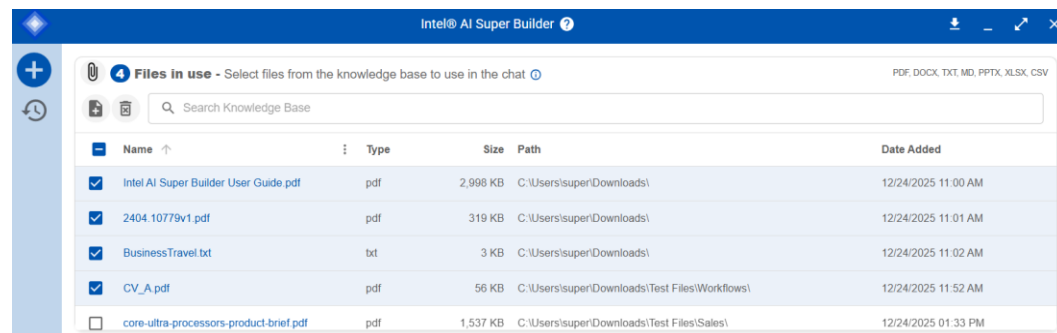 Intel® AI Super Builder ?
4 Files in use - Select files from the knowledge base to use in the chat
PDF, DOCX, TXT, MD, PPTX, XLSX, CSV
Search Knowledge Base
Name Type Size Path Date Added
Intel AI Super Builder User Guide.pdf pdf 2,998 KB C:\Users\super\Downloads\ 12/24/2025 11:00 AM
2404.10779v1.pdf pdf 319 KB C:\Users\super\Downloads\ 12/24/2025 11:01 AM
BusinessTravel.txt txt 3 KB C:\Users\super\Downloads\ 12/24/2025 11:02 AM
CV_A.pdf pdf 56 KB C:\Users\super\Downloads\Test Files\Workflows\ 12/24/2025 11:52 AM
core-ultra-processors-product-brief.pdf pdf 1,537 KB C:\Users\super\Downloads\Test Files\Sales\ 12/24/2025 01:33 PM